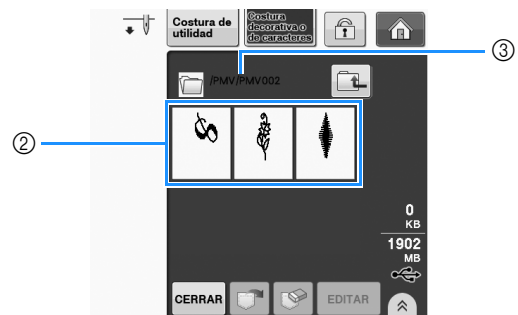 Costura de
utilidad
Costura
decorativa o
de caracteres
③
/PMV/PMV002
②
0
KB
1902
MB
CERRAR
EDITAR